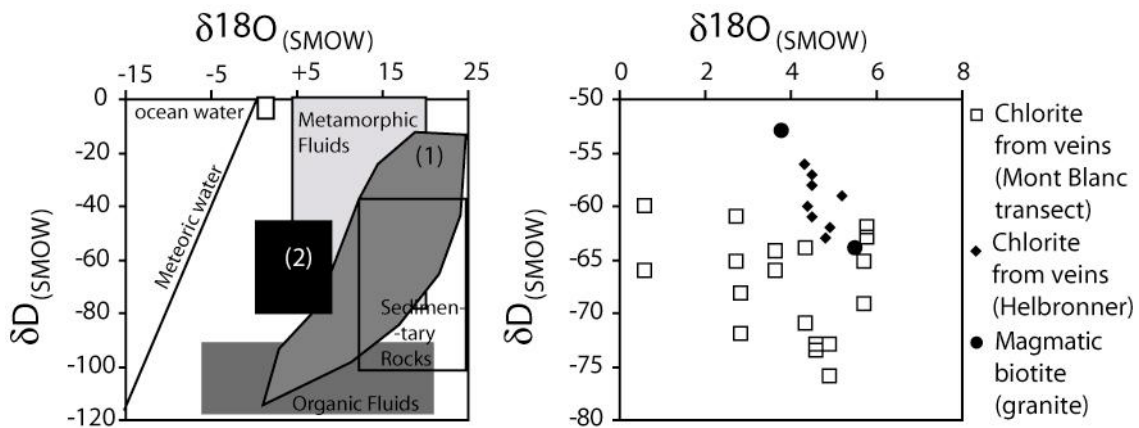 δ18O (SMOW)
-15 -5 +5 15 25
δD(SMOW)
0
-20
-40
-60
-80
-100
-120
ocean water
Meteoric water
Metamorphic
Fluids
(1)
(2)
Sedimen-
-tary
Rocks
Organic Fluids
δ18O (SMOW)
0 2 4 6 8
δD(SMOW)
-50
-55
-60
-65
-70
-75
-80
Chlorite
from veins
(Mont Blanc
transect)
Chlorite
from veins
(Helbronner)
Magmatic
biotite
(granite)